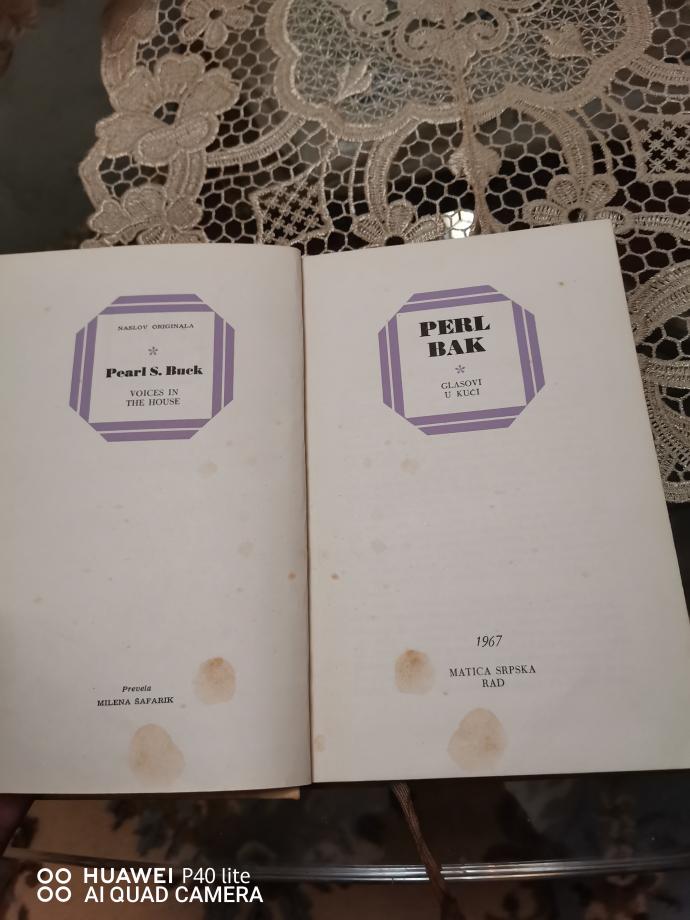 NASLOV ORIGINALA
Pearl S. Buck
VOICES IN
THE HOUSE
Prevela
MILENA ŠAFARIK
PERL
BAK
GLASOVI
U KUĆI
1967
MATICA SRPSKA
RAD
HUAWEI P40 lite
AI QUAD CAMERA